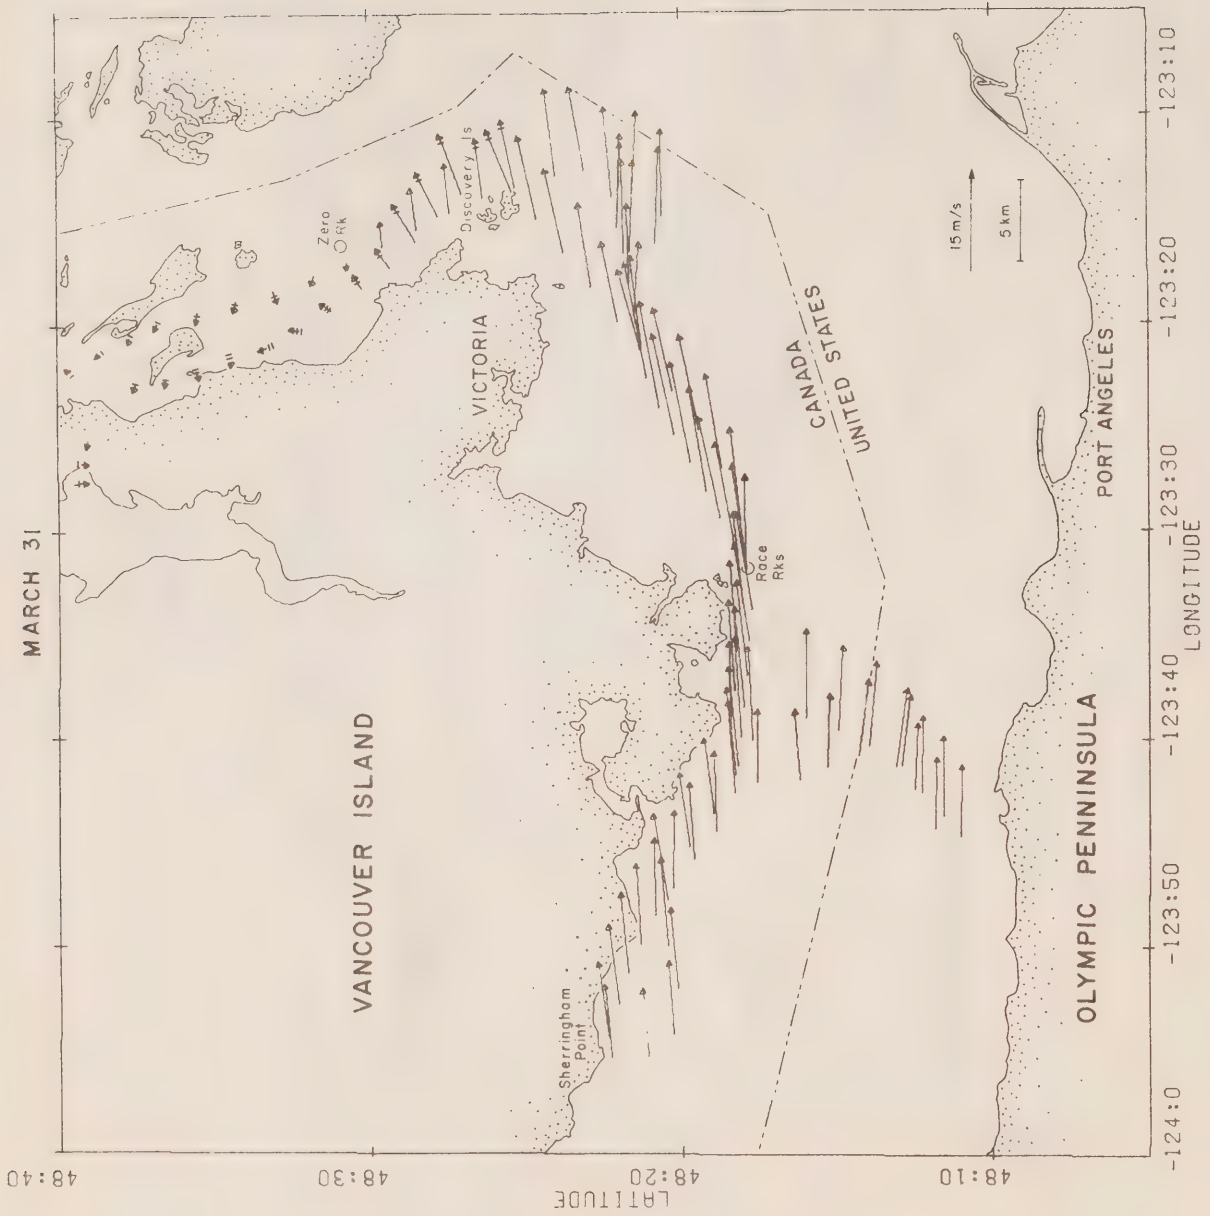 MARCH 31
48:40
48:30
48:20
48:10
LATITUDE
VANCOUVER ISLAND
VICTORIA
Zero
Rk
Discovery Is
Sherringham
Point
Race
Rks
CANADA
UNITED STATES
15 m/s
5 km
PORT ANGELES
OLYMPIC PENNINSULA
-124:0
-123:50
-123:40
-123:30
-123:20
-123:10
LONGITUDE